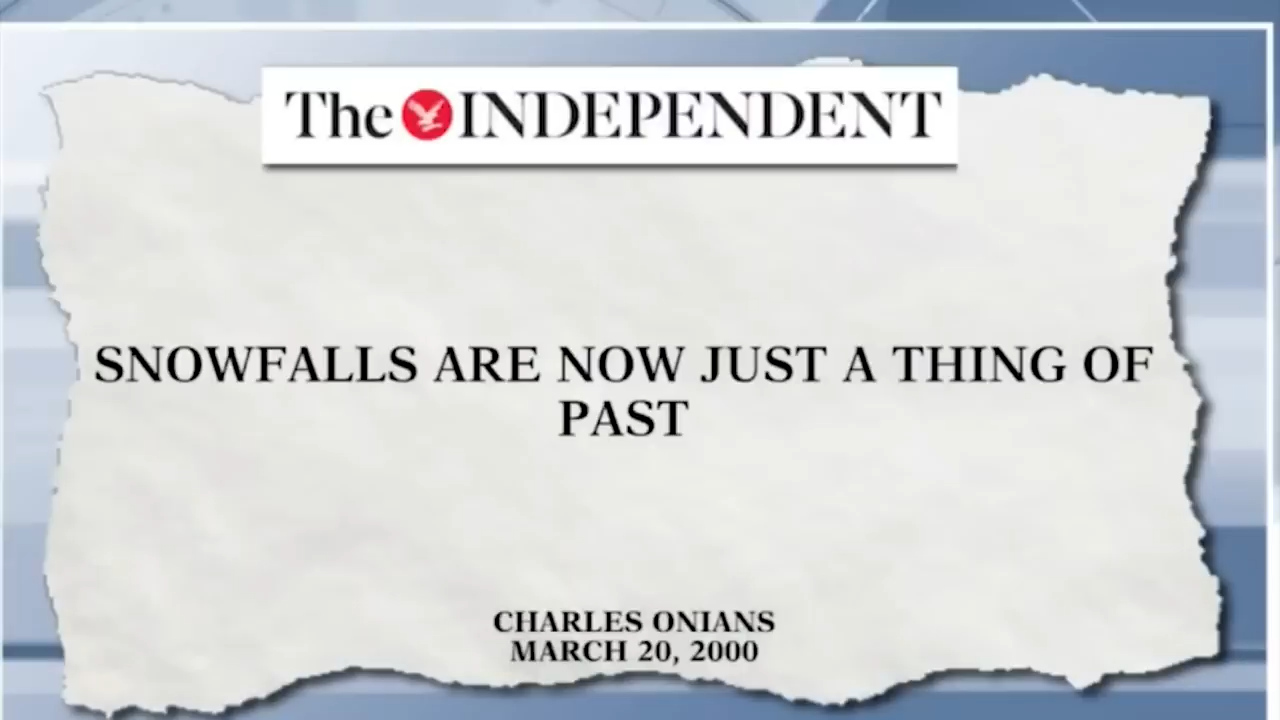 The INDEPENDENT
SNOWFALLS ARE NOW JUST A THING OF
PAST
CHARLES ONIANS
MARCH 20, 2000